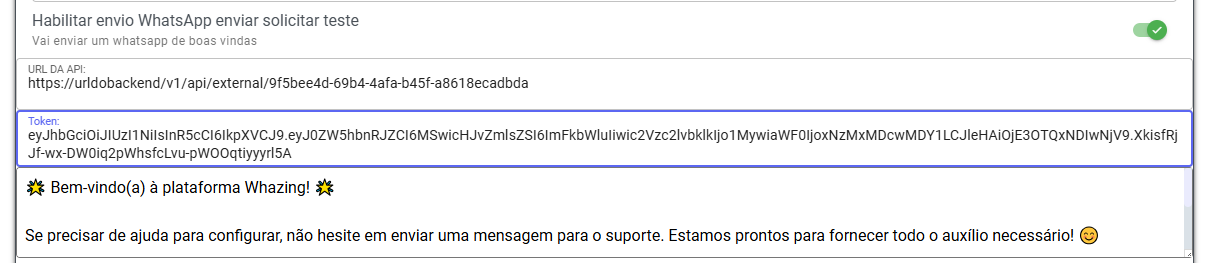 Habilitar envio WhatsApp enviar solicitar teste
Vai enviar um whatsapp de boas vindas
URL DA API:
https://urldobackend/v1/api/external/9f5bee4d-69b4-4afa-b45f-a8618ecadbda
Token:
eyJhbGciOiJIUzI1NiIsInR5cCI6IkpXVCJ9.eyJ0ZW5hbnRJZCI6MSwicHJvZmlsZSI6ImFkbWluIiwic2Vzc2lvbklkIjo1MywiaWF0IjoxNzMxMDcwMDY1LCJleHAiOjE3OTQxNDIwNjV9.XkisfRj
Jf-wx-DW0iq2pWhsfcLvu-pWOOqtiyyyrl5A
🌟 Bem-vindo(a) à plataforma Whazing! 🌟
Se precisar de ajuda para configurar, não hesite em enviar uma mensagem para o suporte. Estamos prontos para fornecer todo o auxílio necessário! 😊